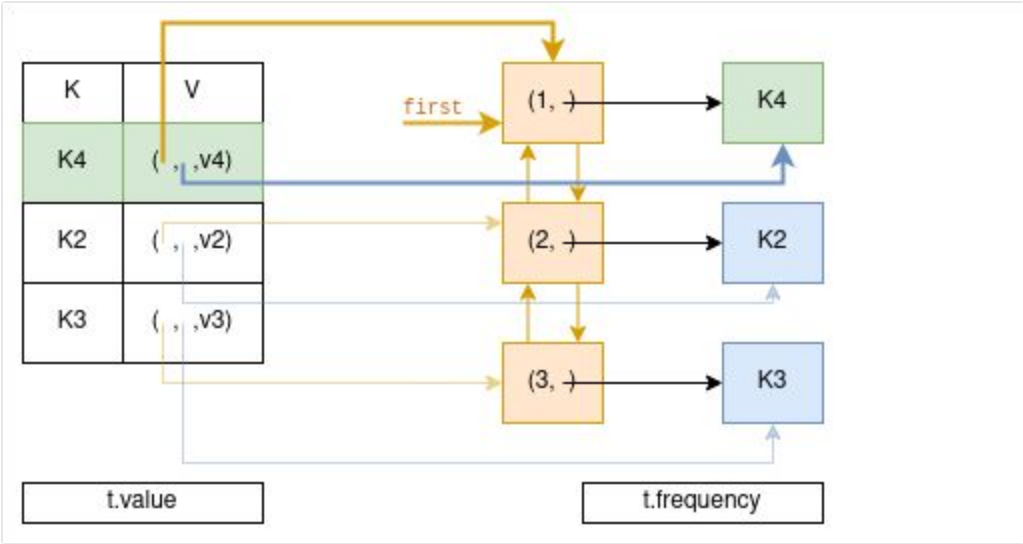 K V
first
(1, ) K4
K4 ( , ,v4)
K2 ( , ,v2) (2, ) K2
K3 ( , ,v3)
(3, ) K3
t.value t.frequency